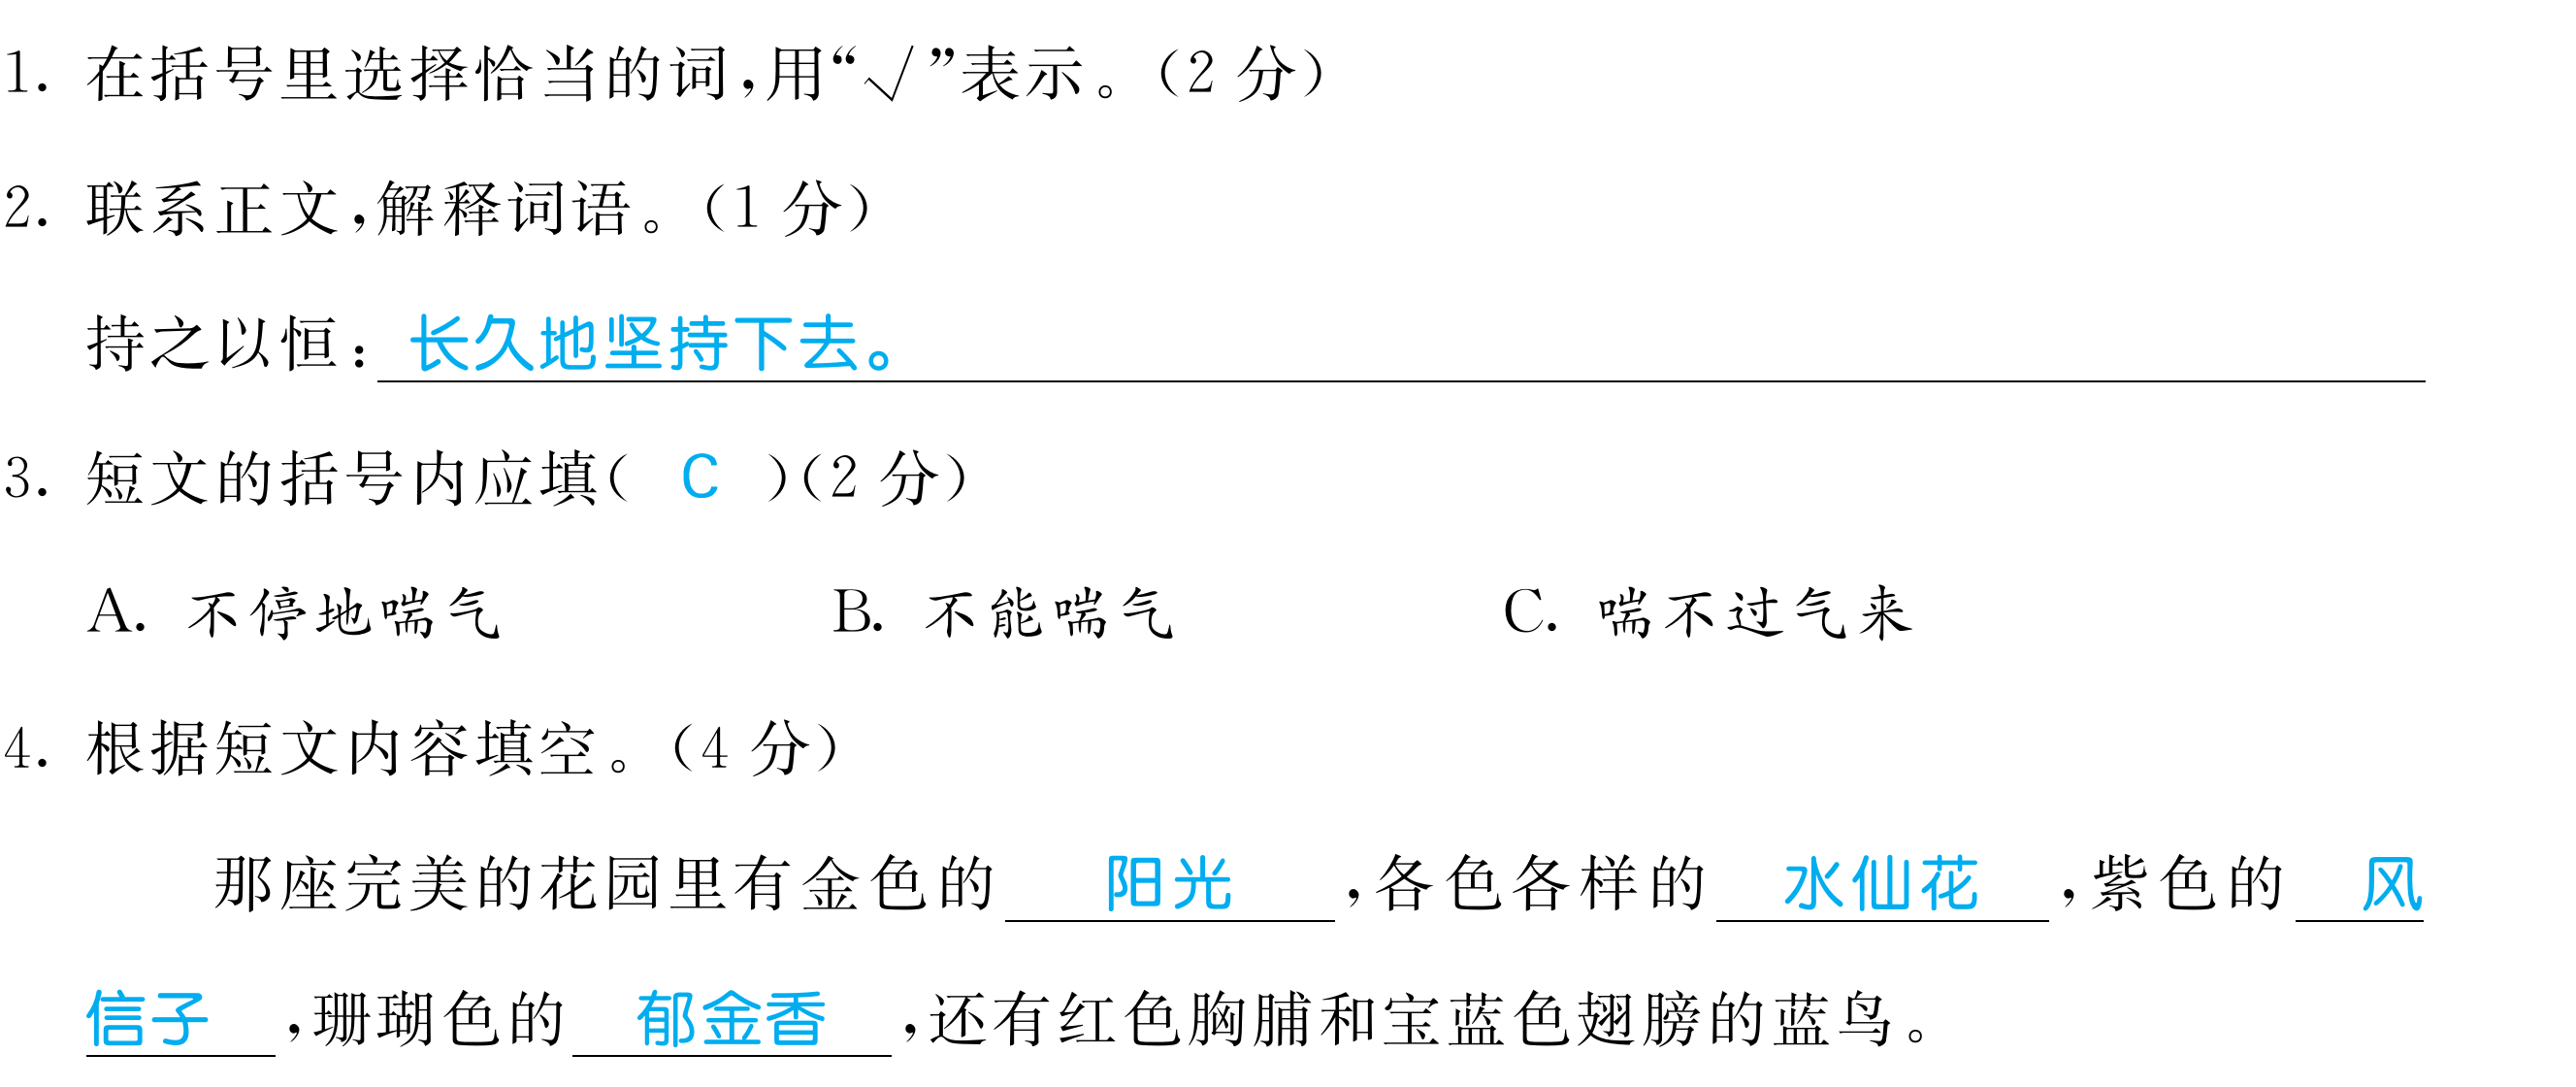 1. 在括号里选择恰当的词,用“√”表示。(2 分)
2. 联系正文,解释词语。(1 分)
持之以恒:长久地坚持下去。
3. 短文的括号内应填( C )(2 分)
A. 不停地喘气 B. 不能喘气 C. 喘不过气来
4. 根据短文内容填空。(4 分)
那座完美的花园里有金色的 阳光 ,各色各样的 水仙花 ,紫色的 风
信子 ,珊瑚色的 郁金香 ,还有红色胸脯和宝蓝色翅膀的蓝鸟。